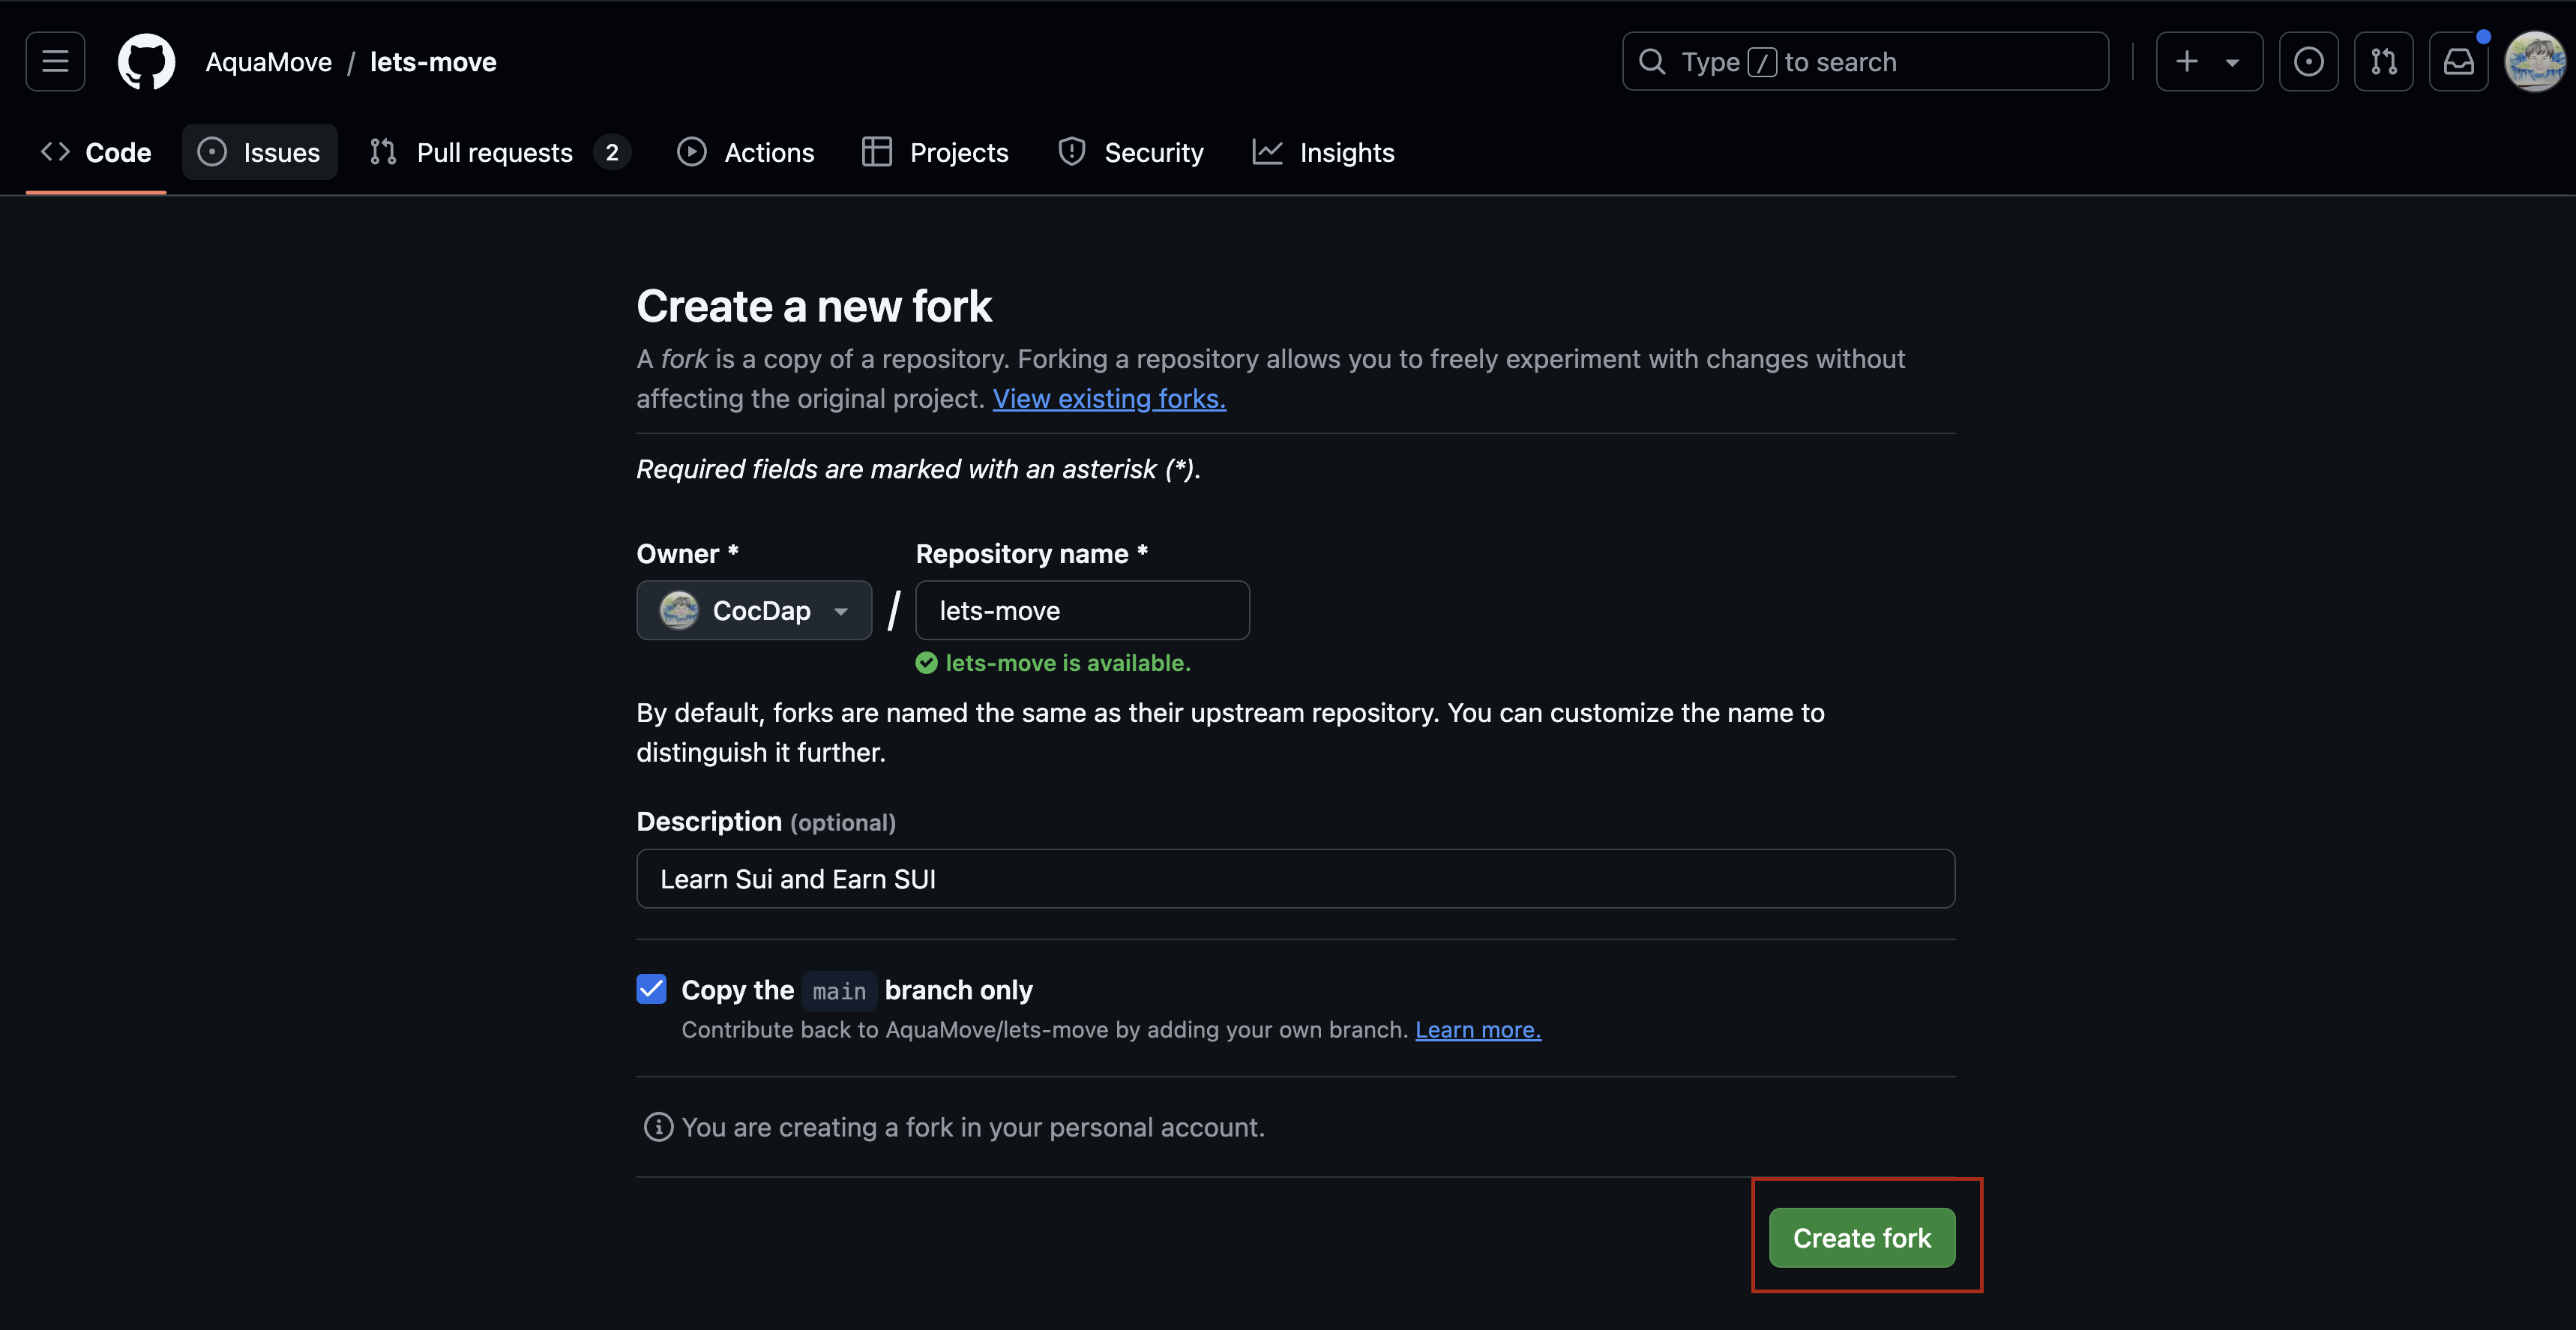 AquaMove / lets-move
Type / to search
Code
Issues
Pull requests 2
Actions
Projects
Security
Insights
Create a new fork
A fork is a copy of a repository. Forking a repository allows you to freely experiment with changes without
affecting the original project. View existing forks.
Required fields are marked with an asterisk (*).
Owner *
Repository name *
CocDap / lets-move
lets-move is available.
By default, forks are named the same as their upstream repository. You can customize the name to
distinguish it further.
Description (optional)
Learn Sui and Earn SUI
Copy the main branch only
Contribute back to AquaMove/lets-move by adding your own branch. Learn more.
You are creating a fork in your personal account.
Create fork